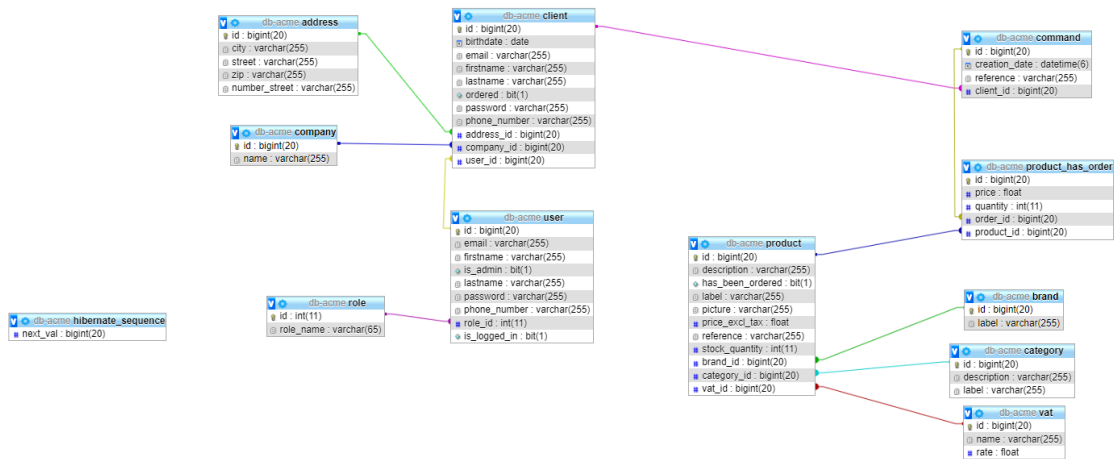 db-acme address
id : bigint(20)
city : varchar(255)
street : varchar(255)
zip : varchar(255)
number_street : varchar(255)
db-acme company
id : bigint(20)
name : varchar(255)
db-acme client
id : bigint(20)
birthdate : date
email : varchar(255)
firstname : varchar(255)
lastname : varchar(255)
ordered : bit(1)
password : varchar(255)
phone_number : varchar(255)
address_id : bigint(20)
company_id : bigint(20)
user_id : bigint(20)
db-acme command
id : bigint(20)
creation_date : datetime(6)
reference : varchar(255)
client_id : bigint(20)
db-acme product_has_order
id : bigint(20)
price : float
quantity : int(11)
order_id : bigint(20)
product_id : bigint(20)
db-acme user
id : bigint(20)
email : varchar(255)
firstname : varchar(255)
is_admin : bit(1)
lastname : varchar(255)
password : varchar(255)
phone_number : varchar(255)
role_id : int(11)
is_logged_in : bit(1)
db-acme product
id : bigint(20)
description : varchar(255)
has_been_ordered : bit(1)
label : varchar(255)
picture : varchar(255)
price_excl_tax : float
reference : varchar(255)
stock_quantity : int(11)
brand_id : bigint(20)
category_id : bigint(20)
vat_id : bigint(20)
db-acme role
id : int(11)
role_name : varchar(65)
db-acme hibernate_sequence
next_val : bigint(20)
db-acme brand
id : bigint(20)
label : varchar(255)
db-acme category
id : bigint(20)
description : varchar(255)
label : varchar(255)
db-acme vat
id : bigint(20)
name : varchar(255)
rate : float